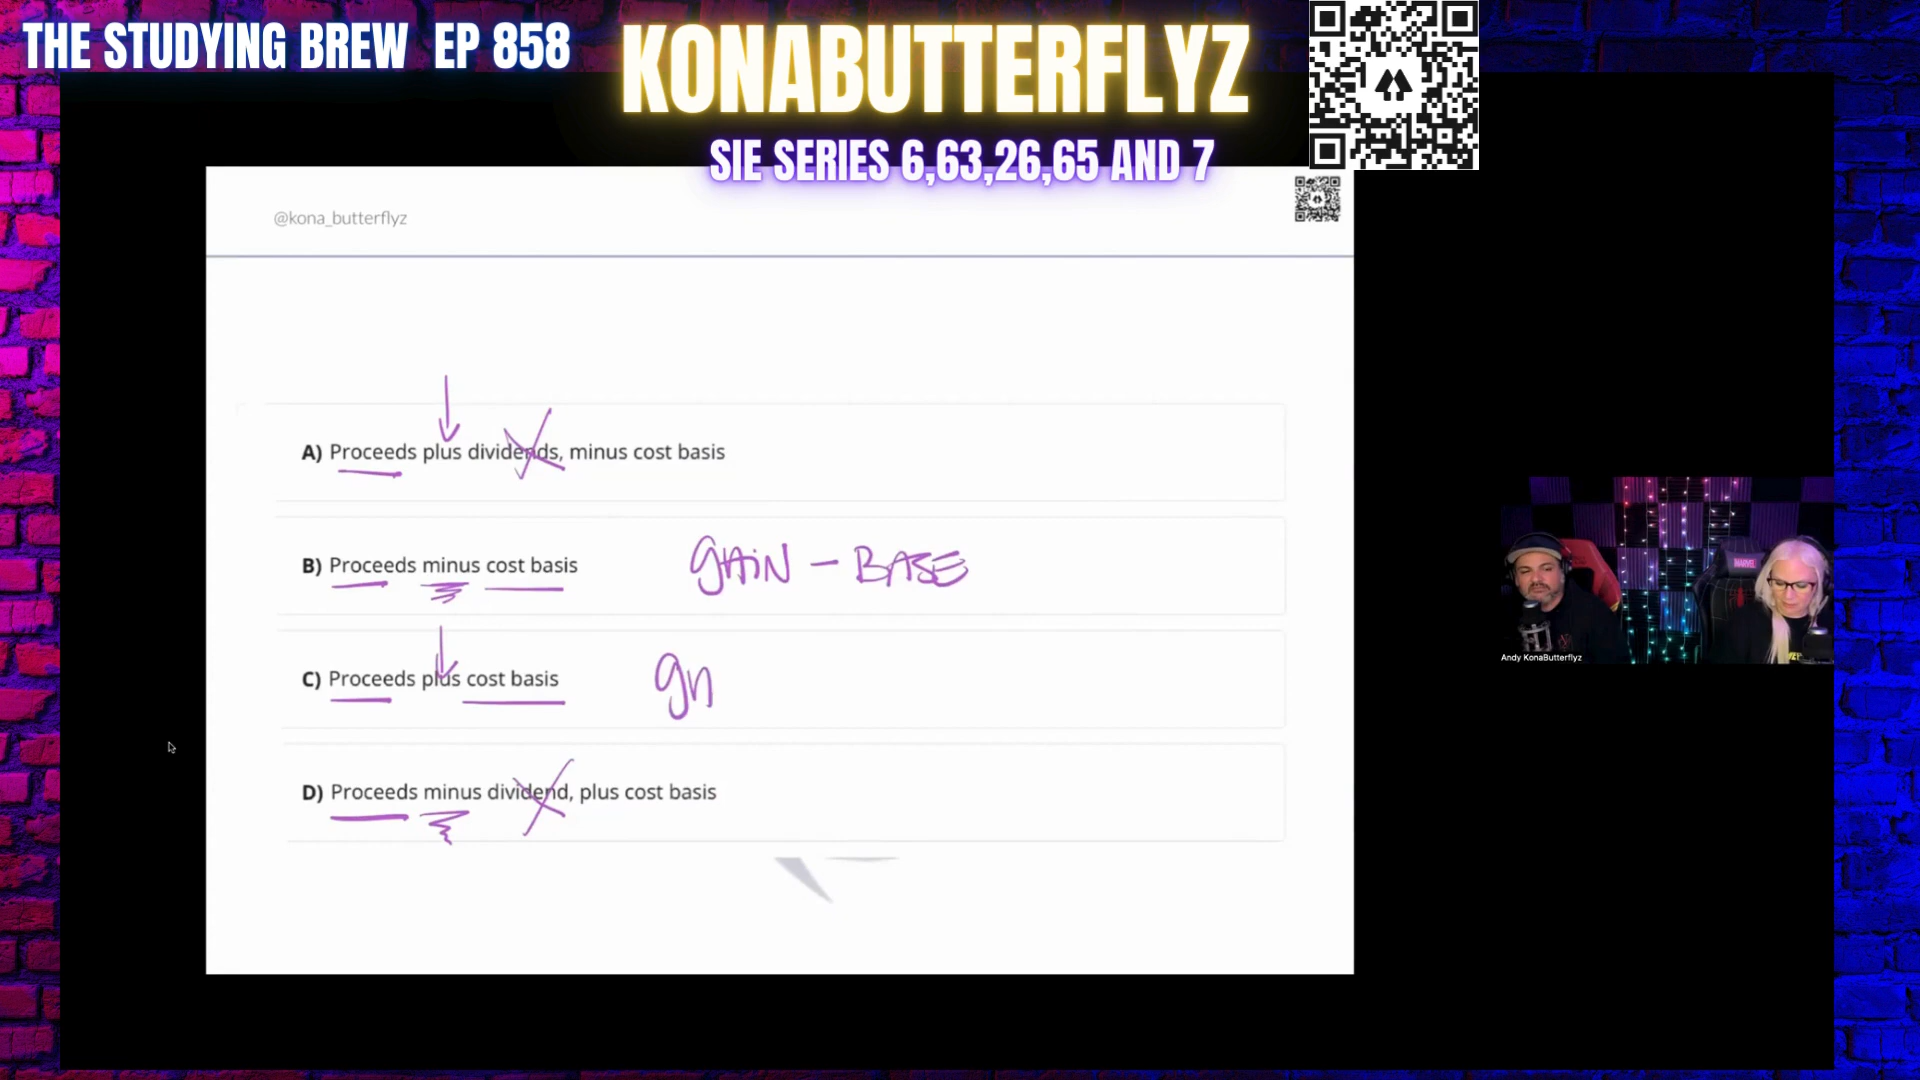 THE STUDYING BREW EP 858
KONABUTTERFLYZ
SIE SERIES 6,63,26,65 AND 7
@kona_butterflyz
A) Proceeds plus dividends, minus cost basis
B) Proceeds minus cost basis
GAIN - BASE
C) Proceeds plus cost basis
gn
D) Proceeds minus dividend, plus cost basis
MARVEL
Andy KonaButterflyz